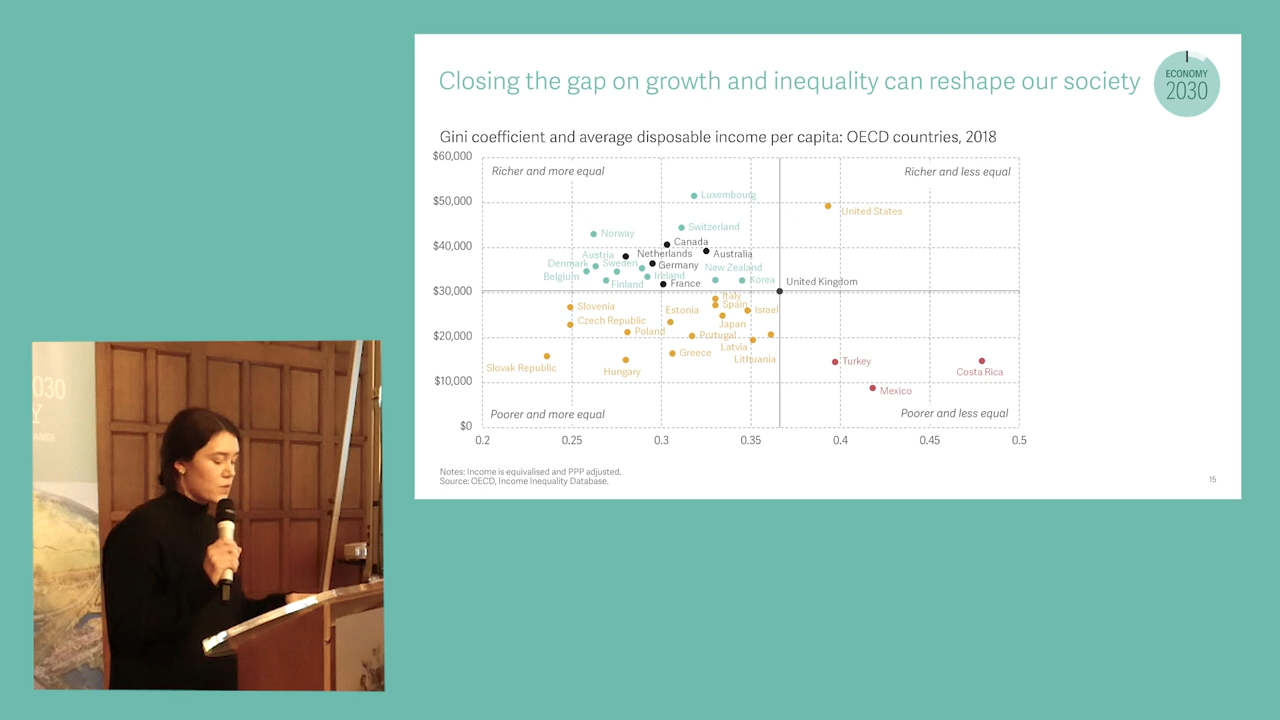 Closing the gap on growth and inequality can reshape our society
ECONOMY
2030
Gini coefficient and average disposable income per capita: OECD countries, 2018
$60,000
Richer and more equal
Richer and less equal
Luxembourg
$50,000
United States
Switzerland
Norway
Canada
$40,000
Netherlands
Australia
Austria
Denmark
Sweden
Germany
New Zealand
Belgium
Ireland
Korea
Finland
France
United Kingdom
$30,000
Italy
Spain
Slovenia
Estonia
Israel
Czech Republic
Japan
Poland
Portugal
$20,000
Latvia
Greece
Lithuania
Slovak Republic
Hungary
Turkey
Costa Rica
$10,000
Mexico
Poorer and more equal
Poorer and less equal
$0
0.2
0.25
0.3
0.35
0.4
0.45
0.5
Notes: Income is equivalised and PPP adjusted.
Source: OECD, Income Inequality Database.
15
030
Y